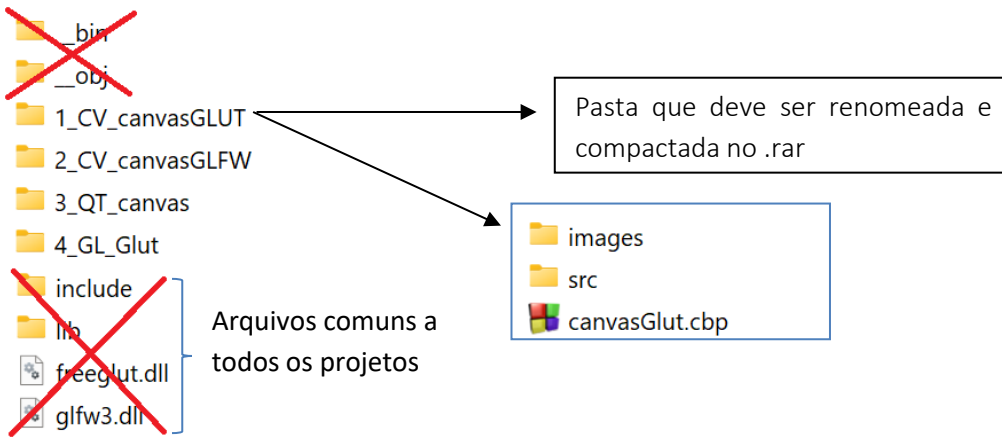 __bin
__obj
1_CV_canvasGLUT
2_CV_canvasGLFW
3_QT_canvas
4_GL_Glut
include
lib
freeglut.dll
glfw3.dll
Arquivos comuns a
todos os projetos
Pasta que deve ser renomeada e
compactada no .rar
images
src
canvasGlut.cbp